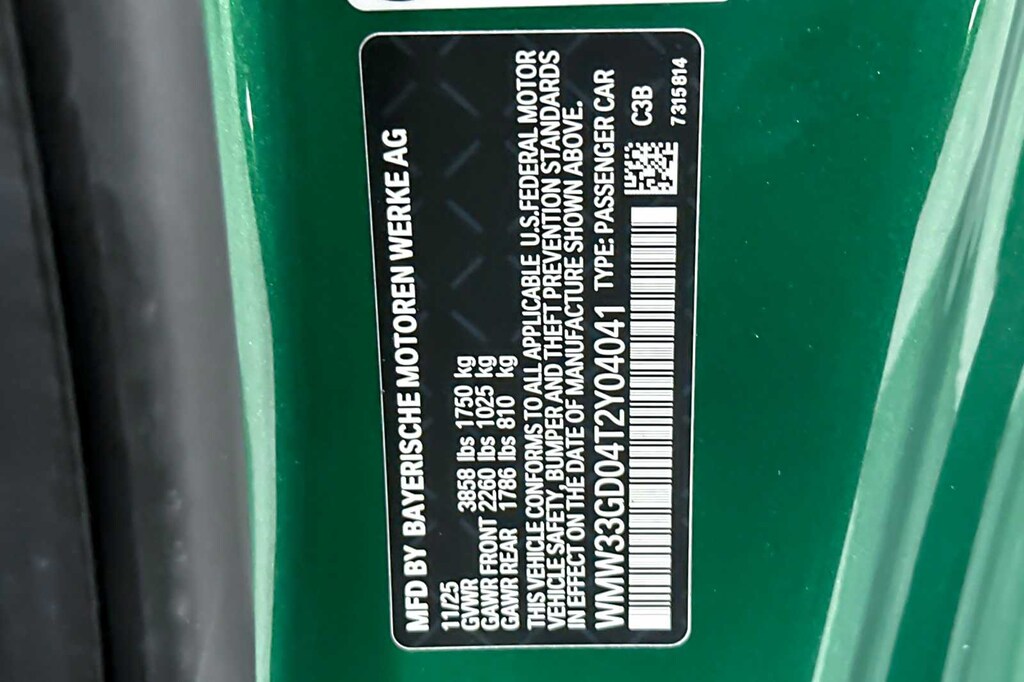 MFD BY BAYERISCHE MOTOREN WERKE AG
11/25
GVWR 3858 lbs 1750 kg
GAWR FRONT 2260 lbs 1025 kg
GAWR REAR 1786 lbs 810 kg
THIS VEHICLE CONFORMS TO ALL APPLICABLE U.S.FEDERAL MOTOR
VEHICLE SAFETY, BUMPER AND THEFT PREVENTION STANDARDS
IN EFFECT ON THE DATE OF MANUFACTURE SHOWN ABOVE.
WMW33GD04T2Y04041 TYPE: PASSENGER CAR
C3B
7315814